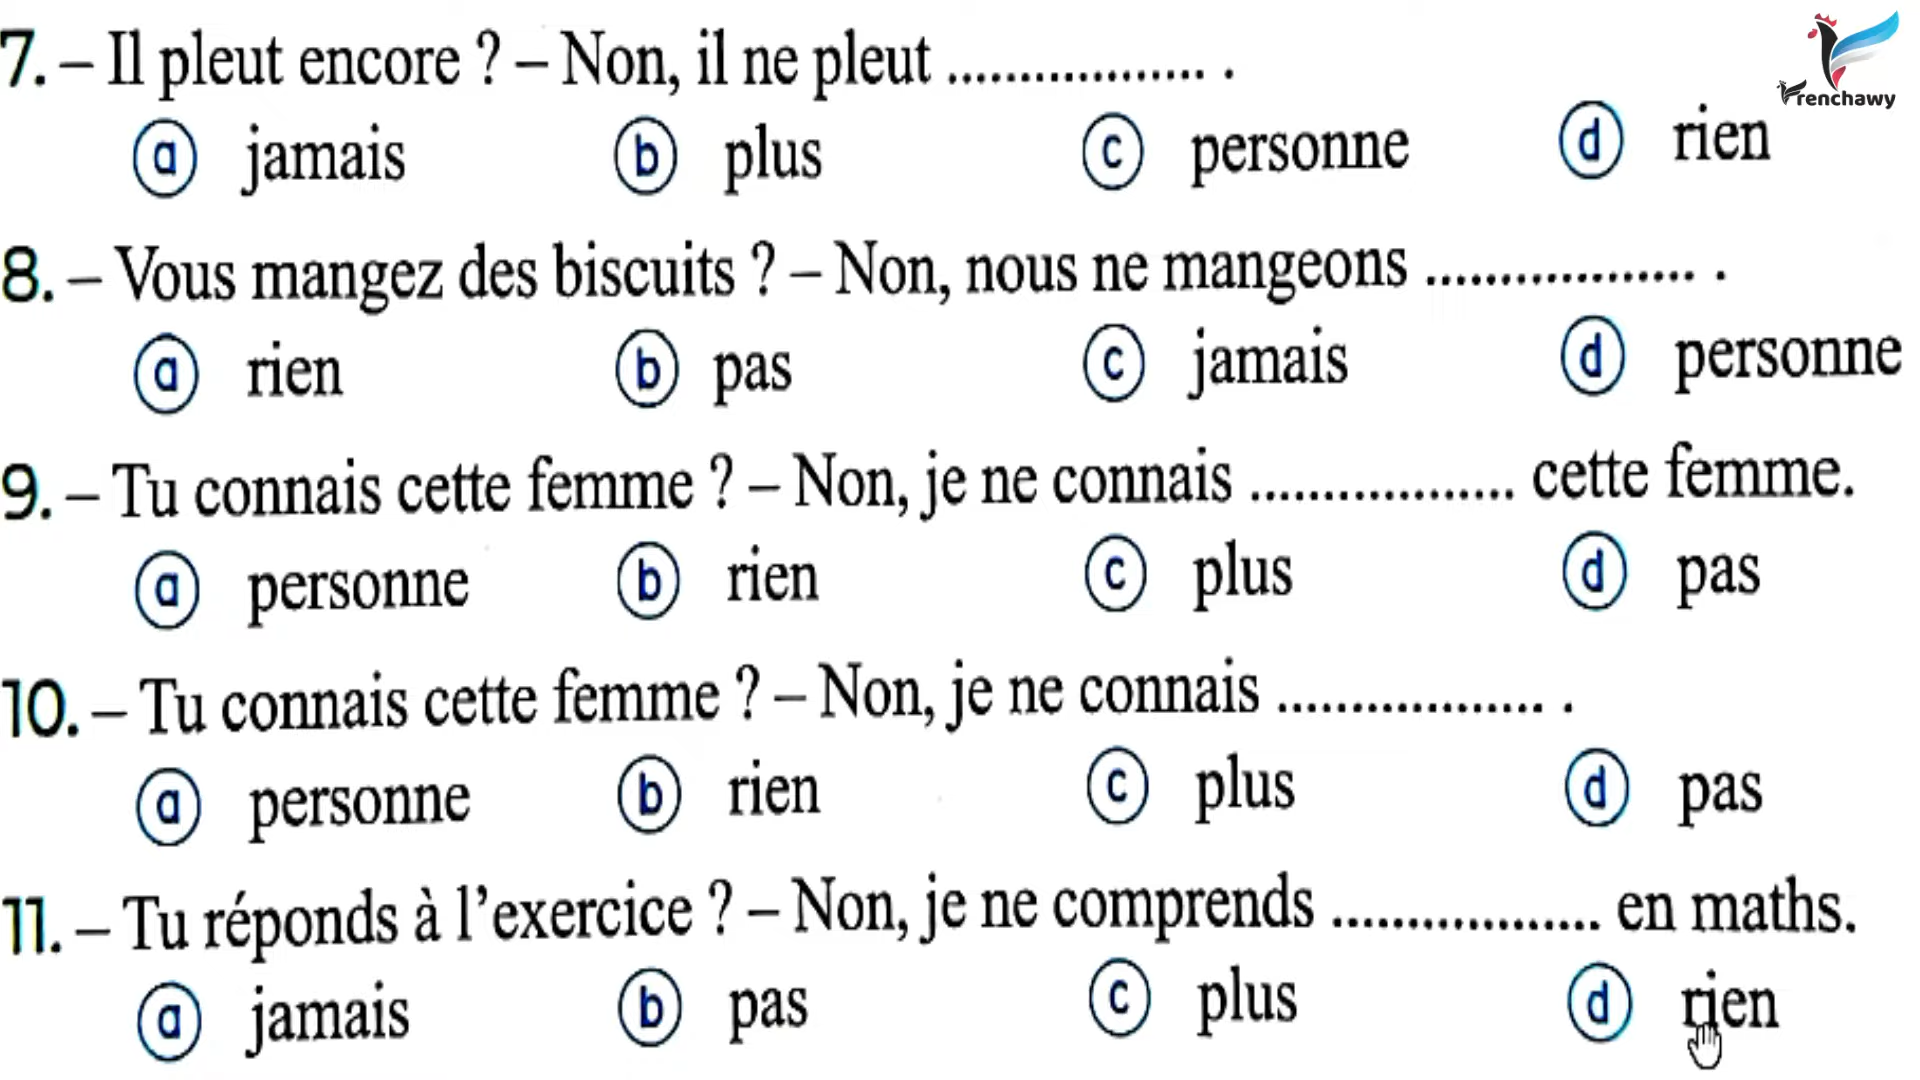 7. – Il pleut encore ? – Non, il ne pleut .................. .
Frenchawy
a jamais b plus c personne d rien
8. – Vous mangez des biscuits ? – Non, nous ne mangeons .................. .
a rien b pas c jamais d personne
9. – Tu connais cette femme ? – Non, je ne connais .................. cette femme.
a personne b rien c plus d pas
10. – Tu connais cette femme ? – Non, je ne connais .................. .
a personne b rien c plus d pas
11. – Tu réponds à l'exercice ? – Non, je ne comprends .................. en maths.
a jamais b pas c plus d rien